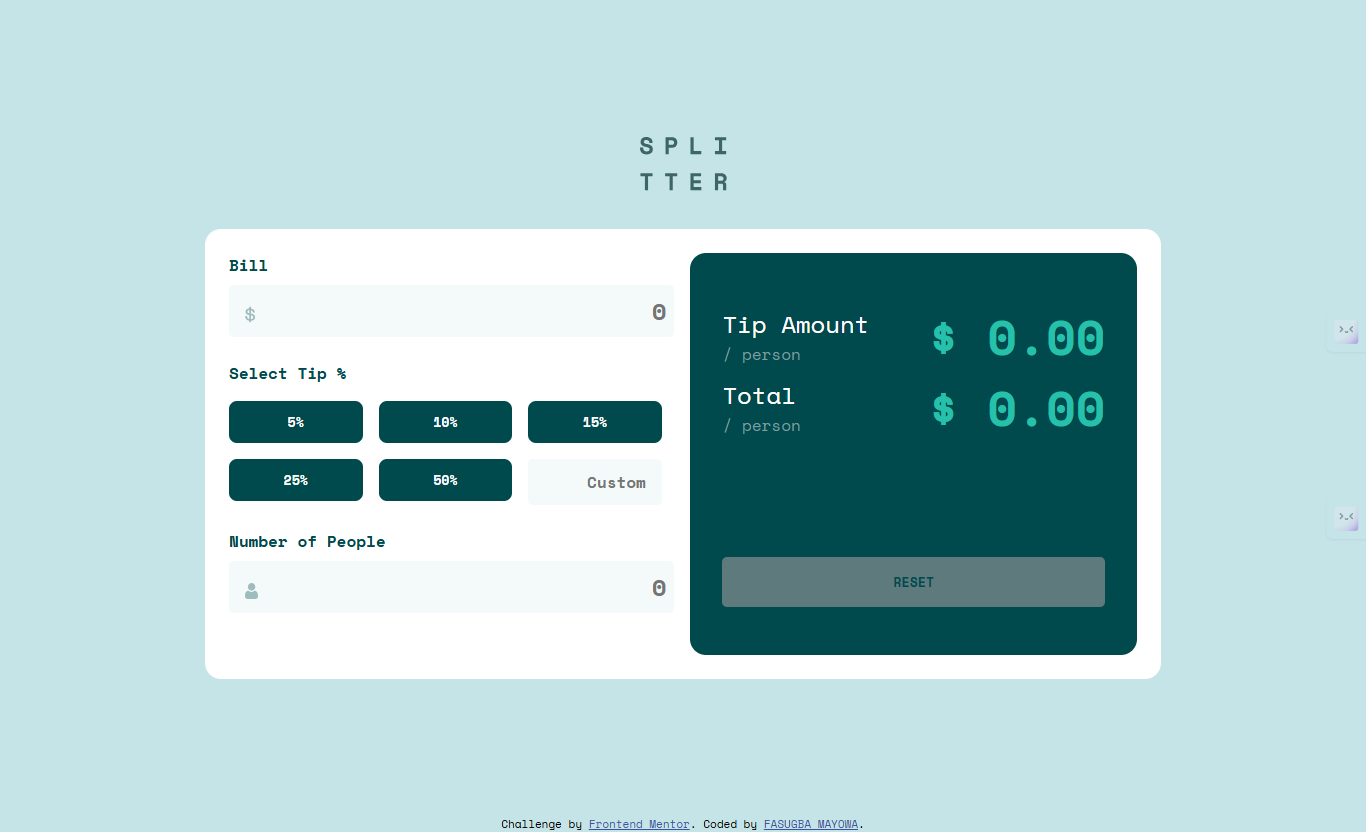 SPLI
TTER
Bill
$ 0
Select Tip %
5% 10% 15%
25% 50% Custom
Number of People
0
Tip Amount
/ person
$ 0.00
Total
/ person
$ 0.00
RESET
Challenge by Frontend Mentor. Coded by FASUGBA MAYOWA.